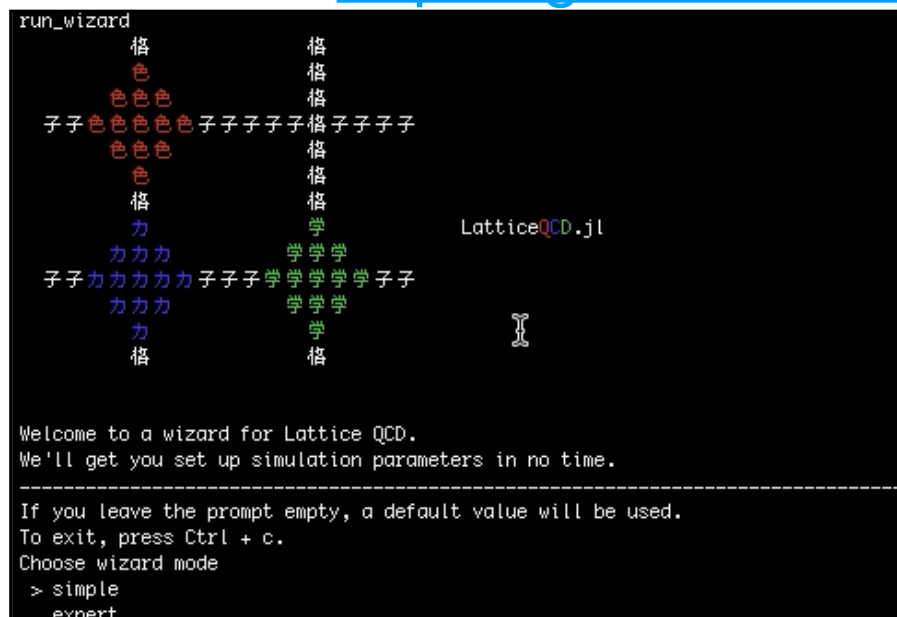 run_wizard
格 格
色 格
色色色 格
子子色色色色色子子子子子格子子子子
色色色 格
色 格
格 格
力 学 LatticeQCD.jl
力力力 学学学
子子力力力力力子子子学学学学学子子
力力力 学学学
力 学
格 格
Welcome to a wizard for Lattice QCD.
We'll get you set up simulation parameters in no time.
--------------------------------------------------------------------------------
If you leave the prompt empty, a default value will be used.
To exit, press Ctrl + c.
Choose wizard mode
> simple
expert